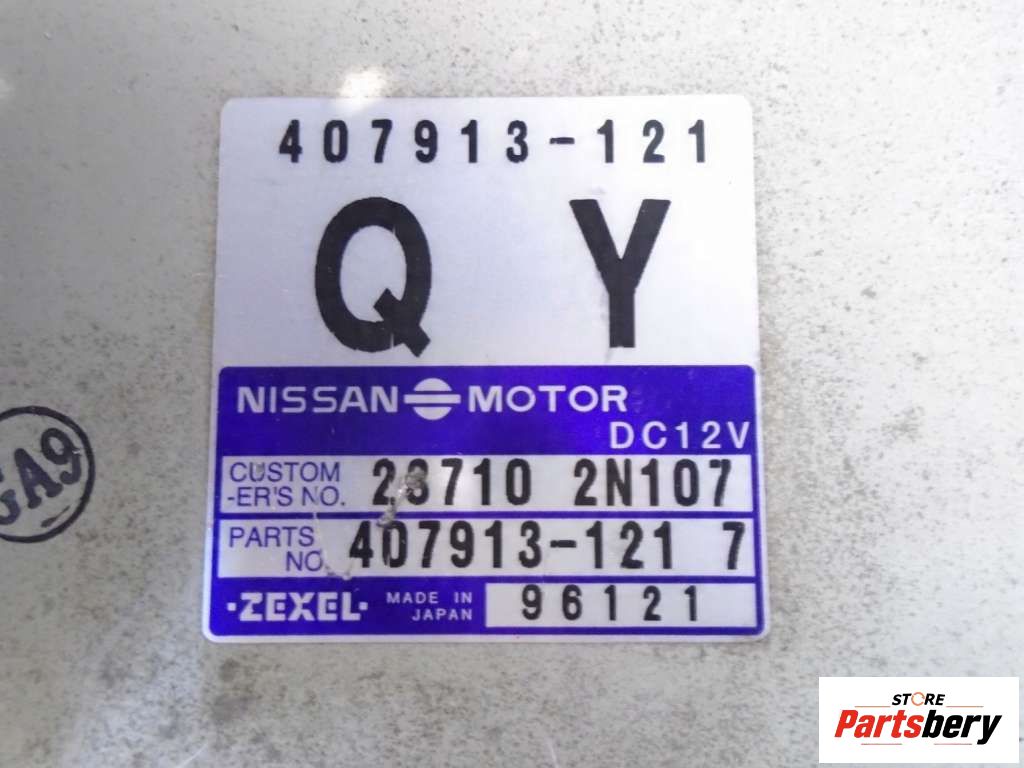 407913-121
Q Y
NISSAN MOTOR
DC12V
CUSTOM
-ER'S NO. 23710 2N107
PARTS
NO. 407913-121 7
·ZEXEL· MADE IN
JAPAN 96121
GA9
STORE
Partsbery